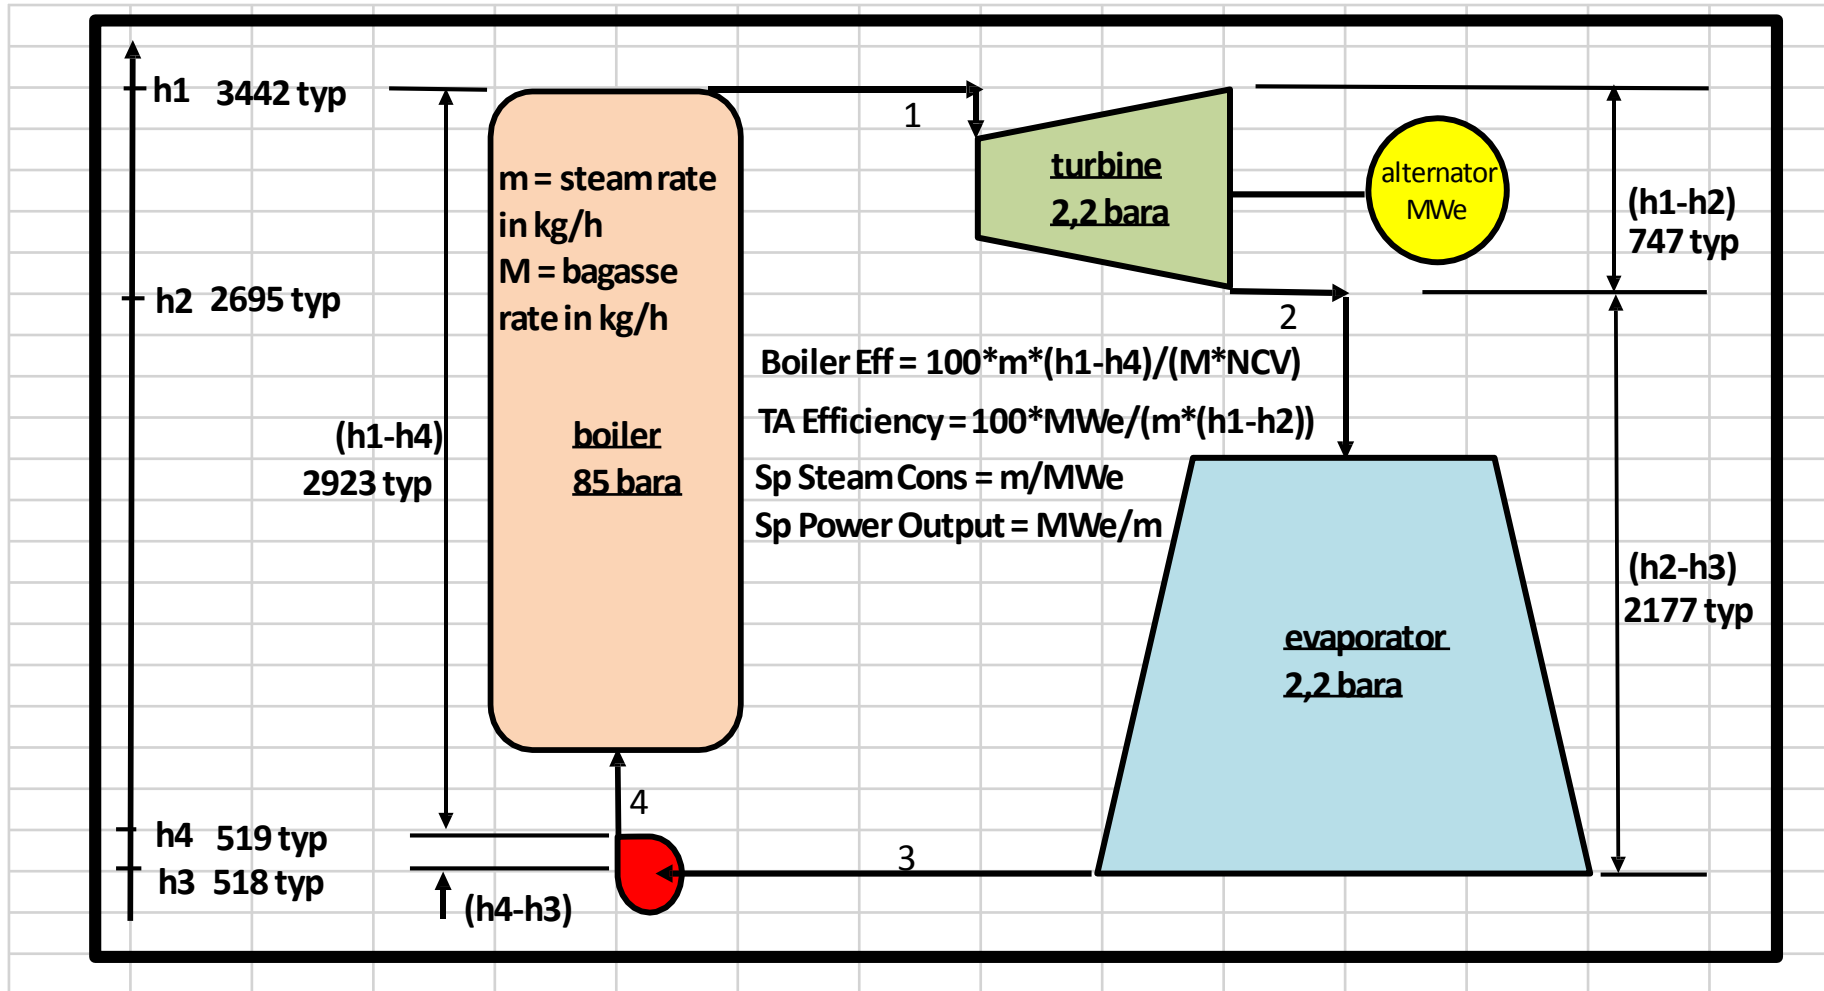 h1 3442 typ
h2 2695 typ
(h1-h4)
2923 typ
h4 519 typ
h3 518 typ
(h4-h3)
m = steam rate
in kg/h
M = bagasse
rate in kg/h
boiler
85 bara
1
turbine
2,2 bara
alternator
MWe
(h1-h2)
747 typ
2
Boiler Eff = 100*m*(h1-h4)/(M*NCV)
TA Efficiency = 100*MWe/(m*(h1-h2))
Sp Steam Cons = m/MWe
Sp Power Output = MWe/m
(h2-h3)
2177 typ
evaporator
2,2 bara
4
3